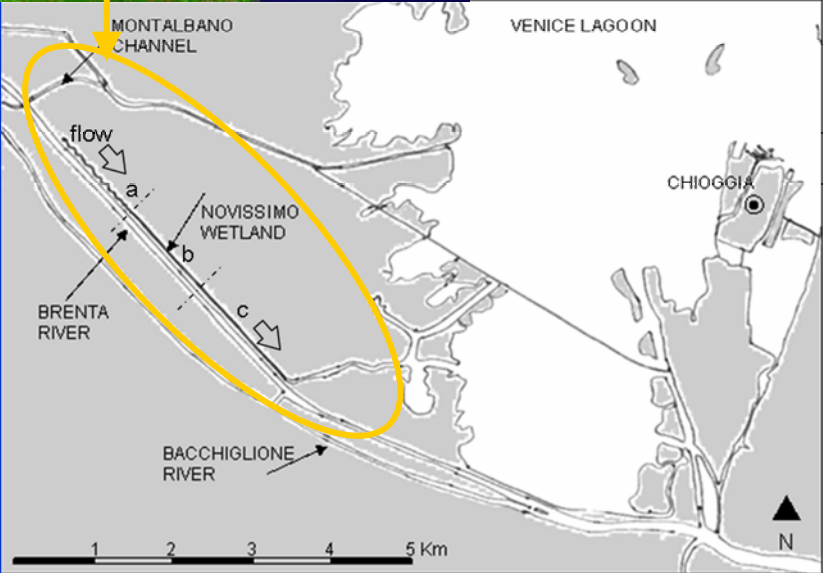 MONTALBANO
CHANNEL
VENICE LAGOON
flow
a
CHIOGGIA
NOVISSIMO
WETLAND
b
BRENTA
RIVER
c
BACCHIGLIONE
RIVER
N
1 2 3 4 5 Km